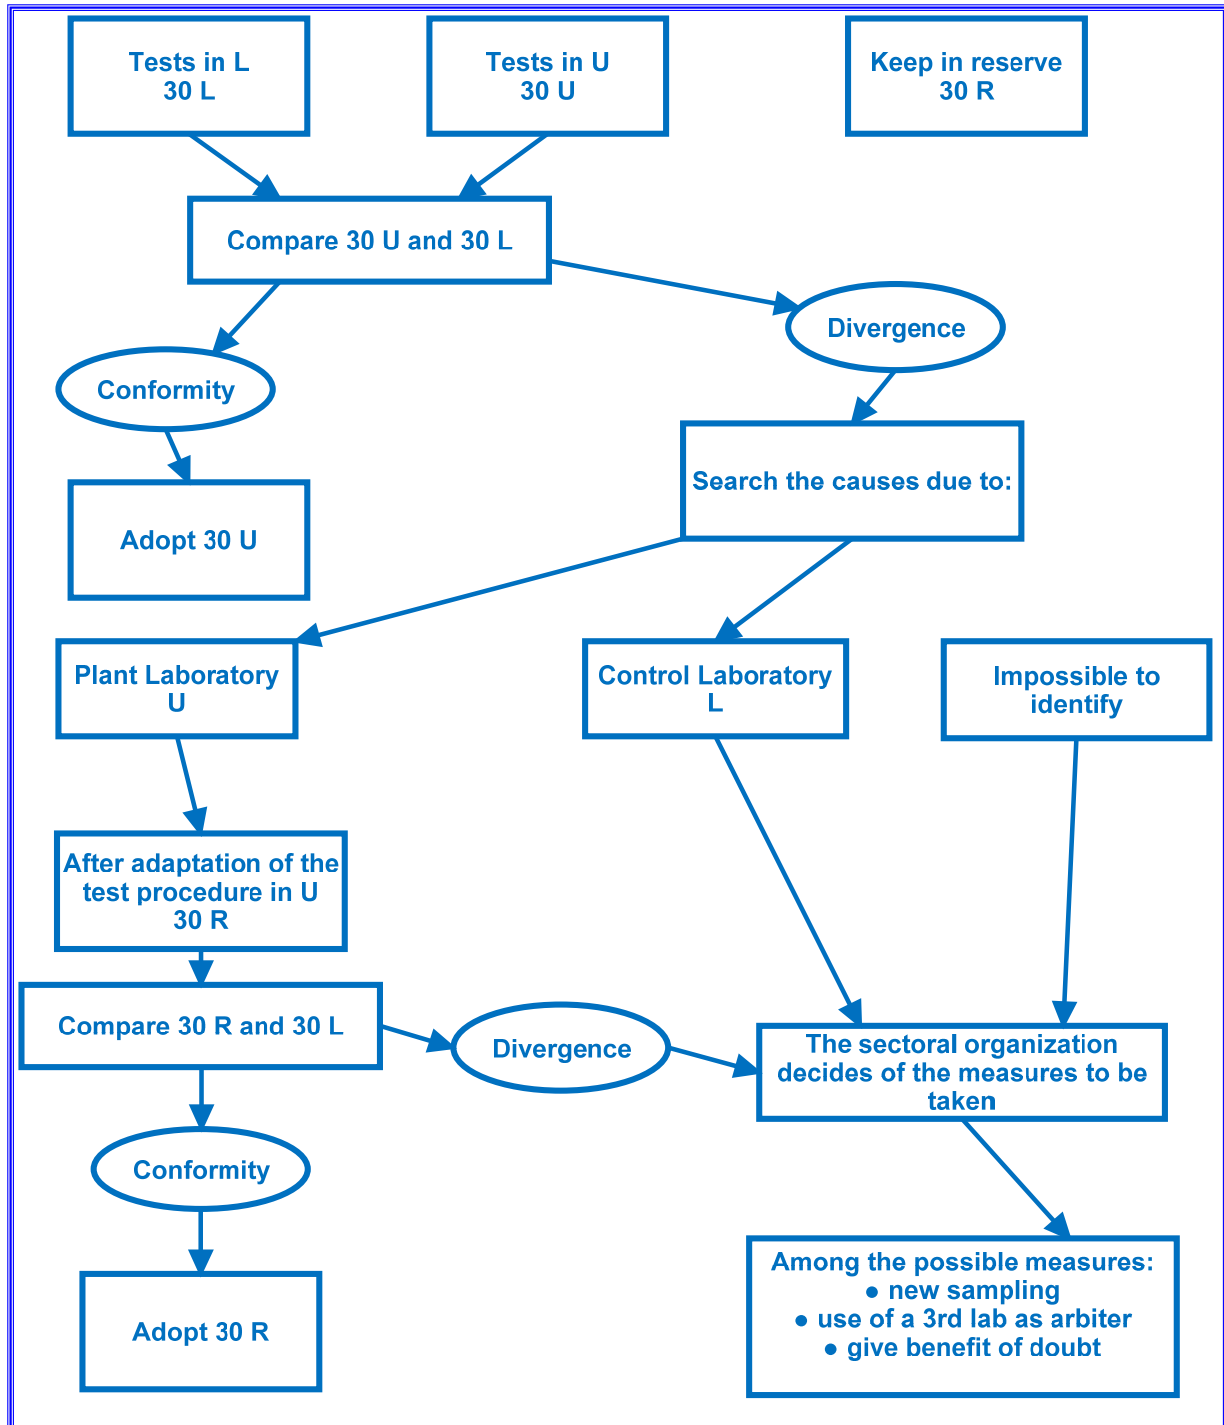 Tests in L
30 L
Tests in U
30 U
Keep in reserve
30 R
Compare 30 U and 30 L
Divergence
Conformity
Search the causes due to:
Adopt 30 U
Plant Laboratory
U
Control Laboratory
L
Impossible to
identify
After adaptation of the
test procedure in U
30 R
Compare 30 R and 30 L
Divergence
The sectoral organization
decides of the measures to be
taken
Conformity
Adopt 30 R
Among the possible measures:
● new sampling
● use of a 3rd lab as arbiter
● give benefit of doubt